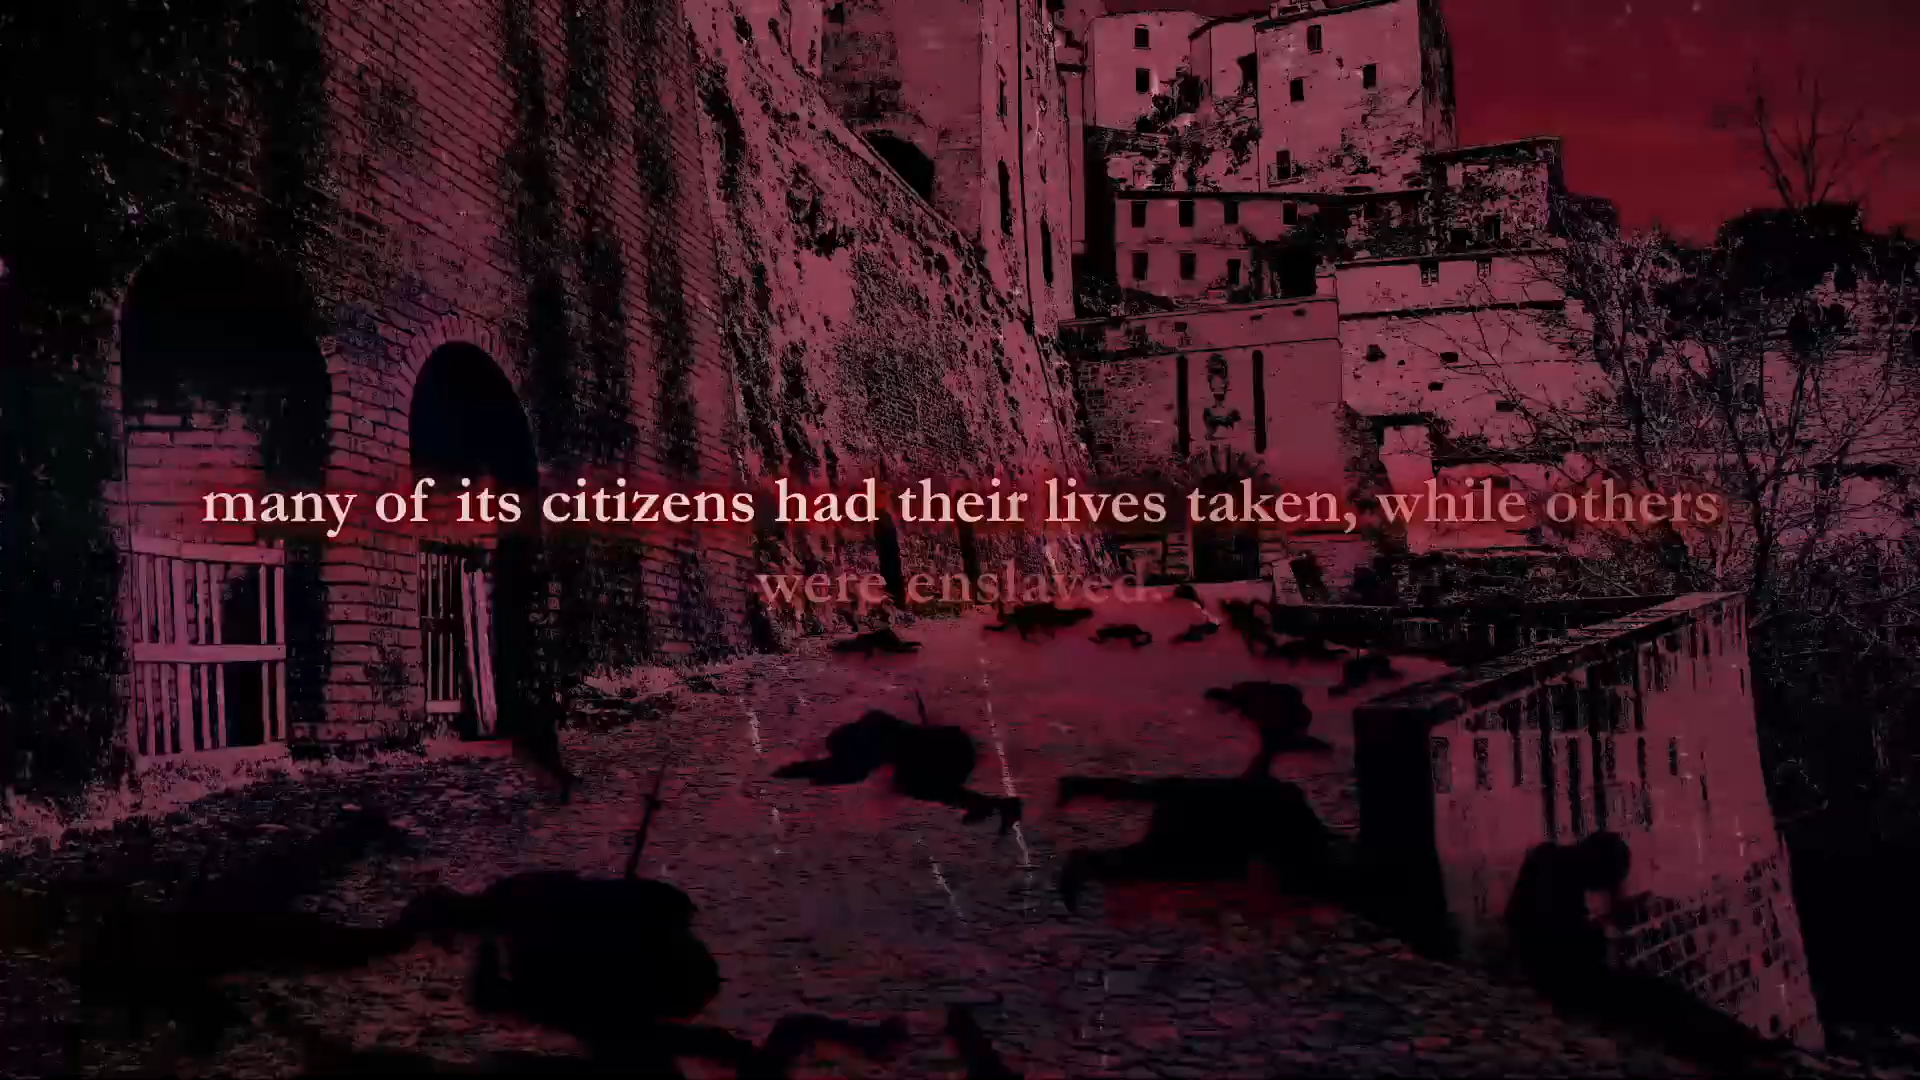 many of its citizens had their lives taken, while others
were enslaved.